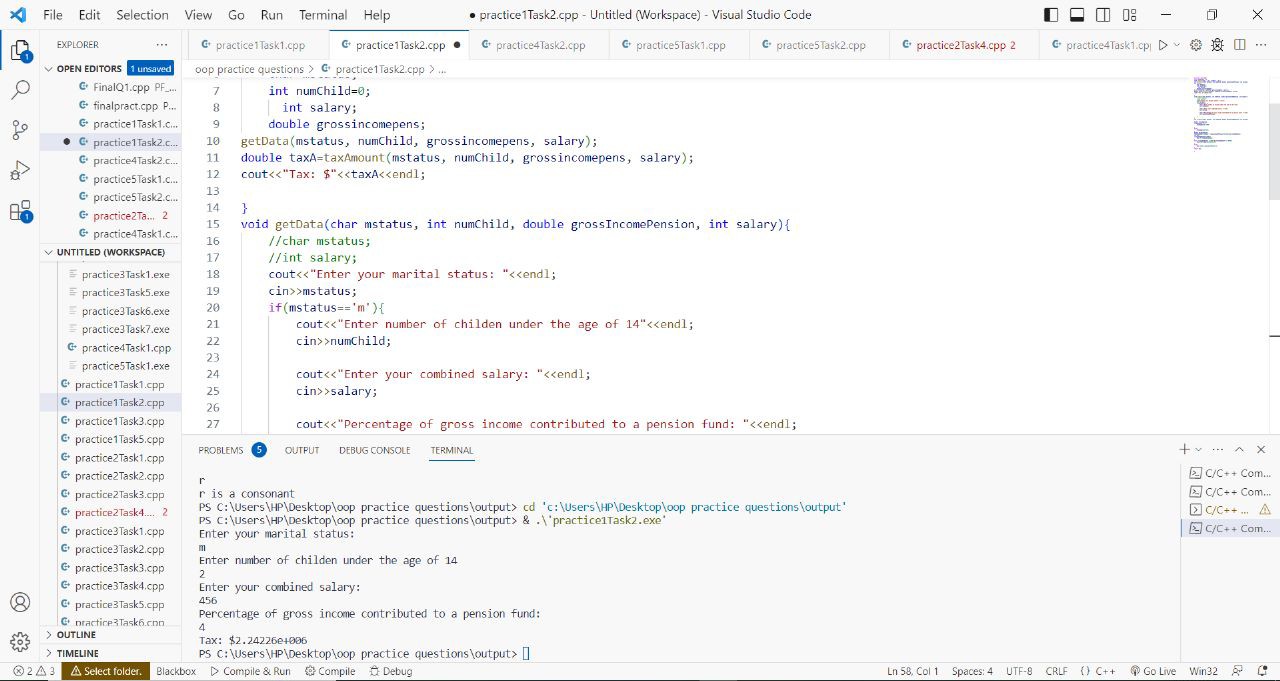 File Edit Selection View Go Run Terminal Help ● practice1Task2.cpp - Untitled (Workspace) - Visual Studio Code
EXPLORER ...
practice1Task1.cpp practice1Task2.cpp ● practice4Task2.cpp practice5Task1.cpp practice5Task2.cpp practice2Task4.cpp 2 practice4Task1.cp
OPEN EDITORS 1 unsaved
oop practice questions > practice1Task2.cpp > ...
FinalQ1.cpp PF_...
finalpract.cpp P...
practice1Task1.c...
● practice1Task2.c...
practice4Task2.c...
practice5Task1.c...
practice5Task2.c...
practice2Ta... 2
practice4Task1.c...
UNTITLED (WORKSPACE)
practice3Task1.exe
practice3Task5.exe
practice3Task6.exe
practice3Task7.exe
practice4Task1.cpp
practice5Task1.exe
practice1Task1.cpp
practice1Task2.cpp
practice1Task3.cpp
practice1Task5.cpp
practice2Task1.cpp
practice2Task2.cpp
practice2Task3.cpp
practice2Task4.... 2
practice3Task1.cpp
practice3Task2.cpp
practice3Task3.cpp
practice3Task4.cpp
practice3Task5.cpp
practice3Task6.cpp
OUTLINE
TIMELINE
7 int numChild=0;
8 int salary;
9 double grossincomepens;
10 getData(mstatus, numChild, grossincomepens, salary);
11 double taxA=taxAmount(mstatus, numChild, grossincomepens, salary);
12 cout<<"Tax: $"<<taxA<<endl;
13
14 }
15 void getData(char mstatus, int numChild, double grossIncomePension, int salary){
16 //char mstatus;
17 //int salary;
18 cout<<"Enter your marital status: "<<endl;
19 cin>>mstatus;
20 if(mstatus=='m'){
21 cout<<"Enter number of childen under the age of 14"<<endl;
22 cin>>numChild;
23
24 cout<<"Enter your combined salary: "<<endl;
25 cin>>salary;
26
27 cout<<"Percentage of gross income contributed to a pension fund: "<<endl;
PROBLEMS 5 OUTPUT DEBUG CONSOLE TERMINAL
r
r is a consonant
PS C:\Users\HP\Desktop\oop practice questions\output> cd 'c:\Users\HP\Desktop\oop practice questions\output'
PS C:\Users\HP\Desktop\oop practice questions\output> & .\'practice1Task2.exe'
Enter your marital status:
m
Enter number of childen under the age of 14
2
Enter your combined salary:
456
Percentage of gross income contributed to a pension fund:
4
Tax: $2.24226e+006
PS C:\Users\HP\Desktop\oop practice questions\output>
C/C++ Com...
C/C++ Com...
C/C++ ...
C/C++ Com...
2 3 Select folder. Blackbox Compile & Run Compile Debug Ln 58, Col 1 Spaces: 4 UTF-8 CRLF {} C++ Go Live Win32